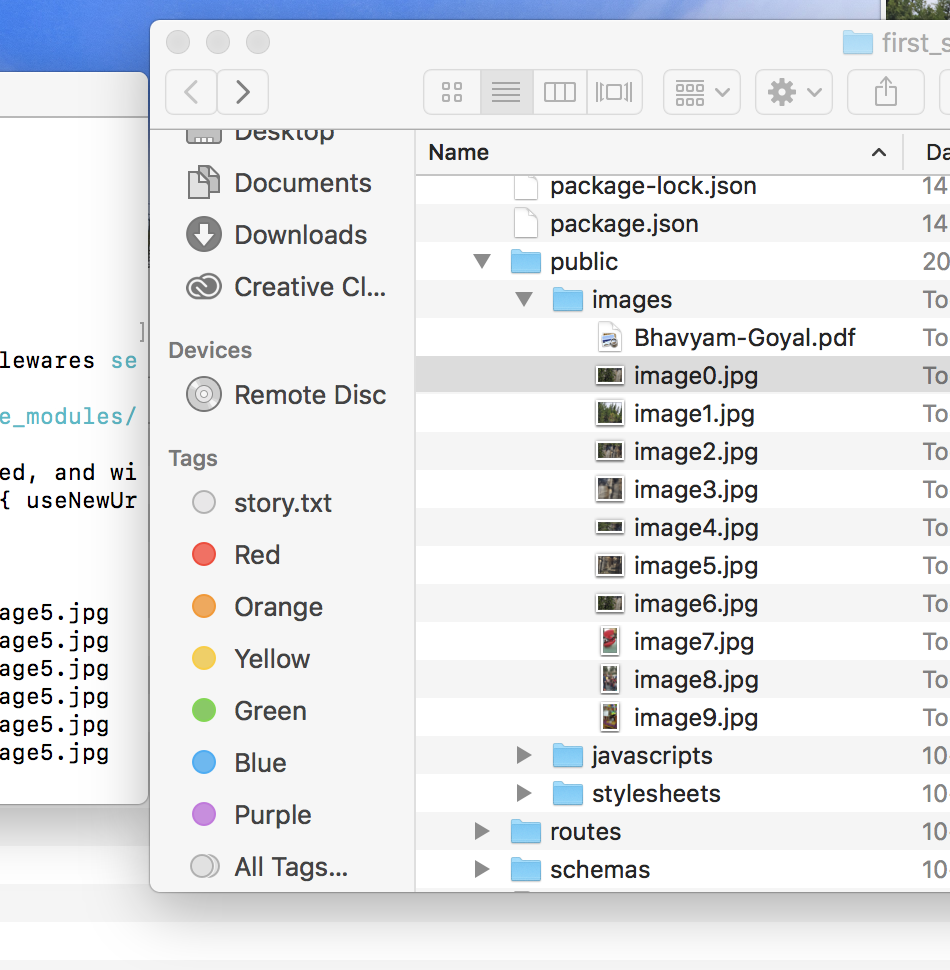 first_s
Name
Da
Desktop
Documents
Downloads
Creative Cl...
Devices
Remote Disc
Tags
story.txt
Red
Orange
Yellow
Green
Blue
Purple
All Tags...
package-lock.json 14
package.json 14
public 20
images To
Bhavyam-Goyal.pdf To
image0.jpg To
image1.jpg To
image2.jpg To
image3.jpg To
image4.jpg To
image5.jpg To
image6.jpg To
image7.jpg To
image8.jpg To
image9.jpg To
javascripts 10
stylesheets 10
routes 10
schemas 10
]
lewares se
e_modules/
ed, and wi
{ useNewUr
age5.jpg
age5.jpg
age5.jpg
age5.jpg
age5.jpg
age5.jpg